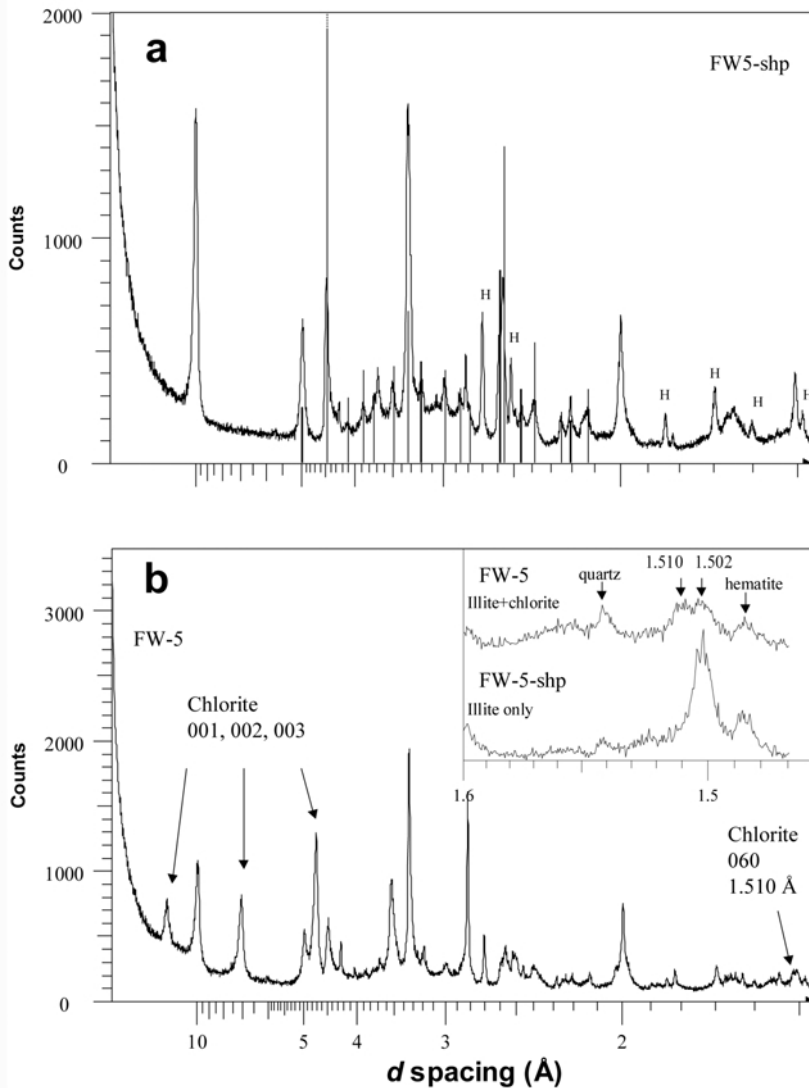 2000
a
FW5-shp
1000
Counts
H
H
H
H
H
H
0
b
3000
FW-5
Chlorite
001, 002, 003
2000
Counts
1000
0
FW-5
Illite+chlorite
quartz
1.510
1.502
hematite
FW-5-shp
Illite only
1.6
1.5
Chlorite
060
1.510 Å
10
5
4
3
2
d spacing (Å)